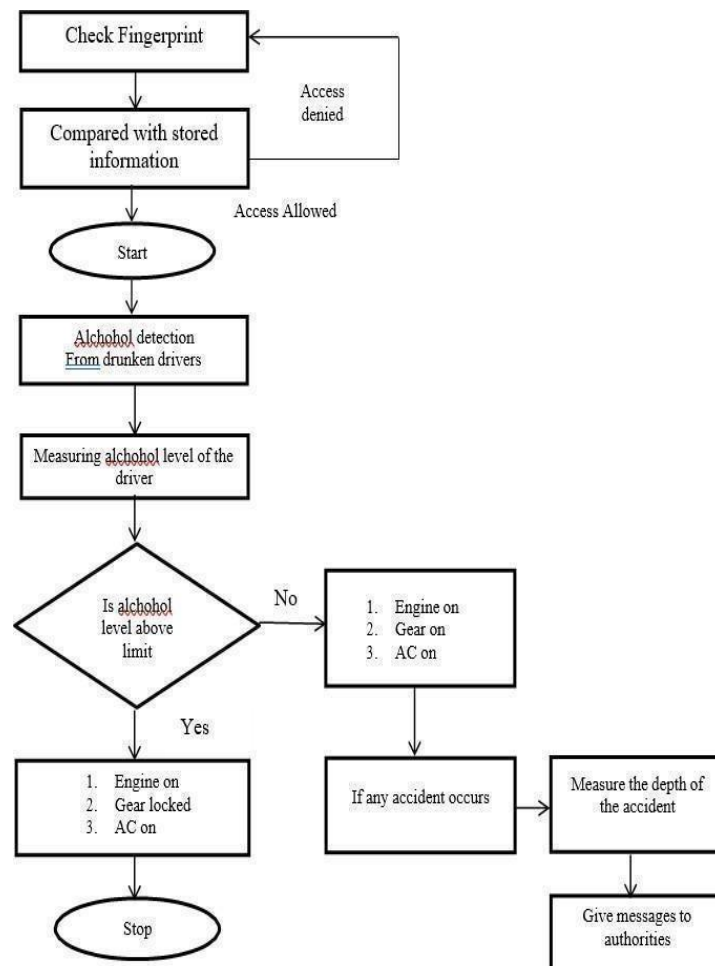 Check Fingerprint
Access
denied
Compared with stored
information
Access Allowed
Start
Alchohol detection
From drunken drivers
Measuring alchohol level of the
driver
Is alchohol
level above
limit
No
1. Engine on
2. Gear on
3. AC on
Yes
1. Engine on
2. Gear locked
3. AC on
If any accident occurs
Measure the depth of
the accident
Stop
Give messages to
authorities